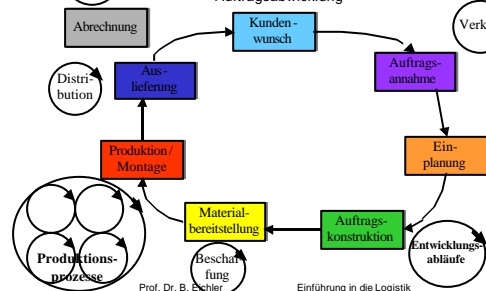 Auftragsabwicklung
Abrechnung
Kunden-
wunsch
Verk
Distri-
bution
Aus-
lieferung
Auftrags-
annahme
Produktion/
Montage
Ein-
planung
Material-
bereitstellung
Auftrags-
konstruktion
Produktions-
prozesse
Beschaf
fung
Entwicklungs-
abläufe
Prof. Dr. B. Eichler
Einführung in die Logistik